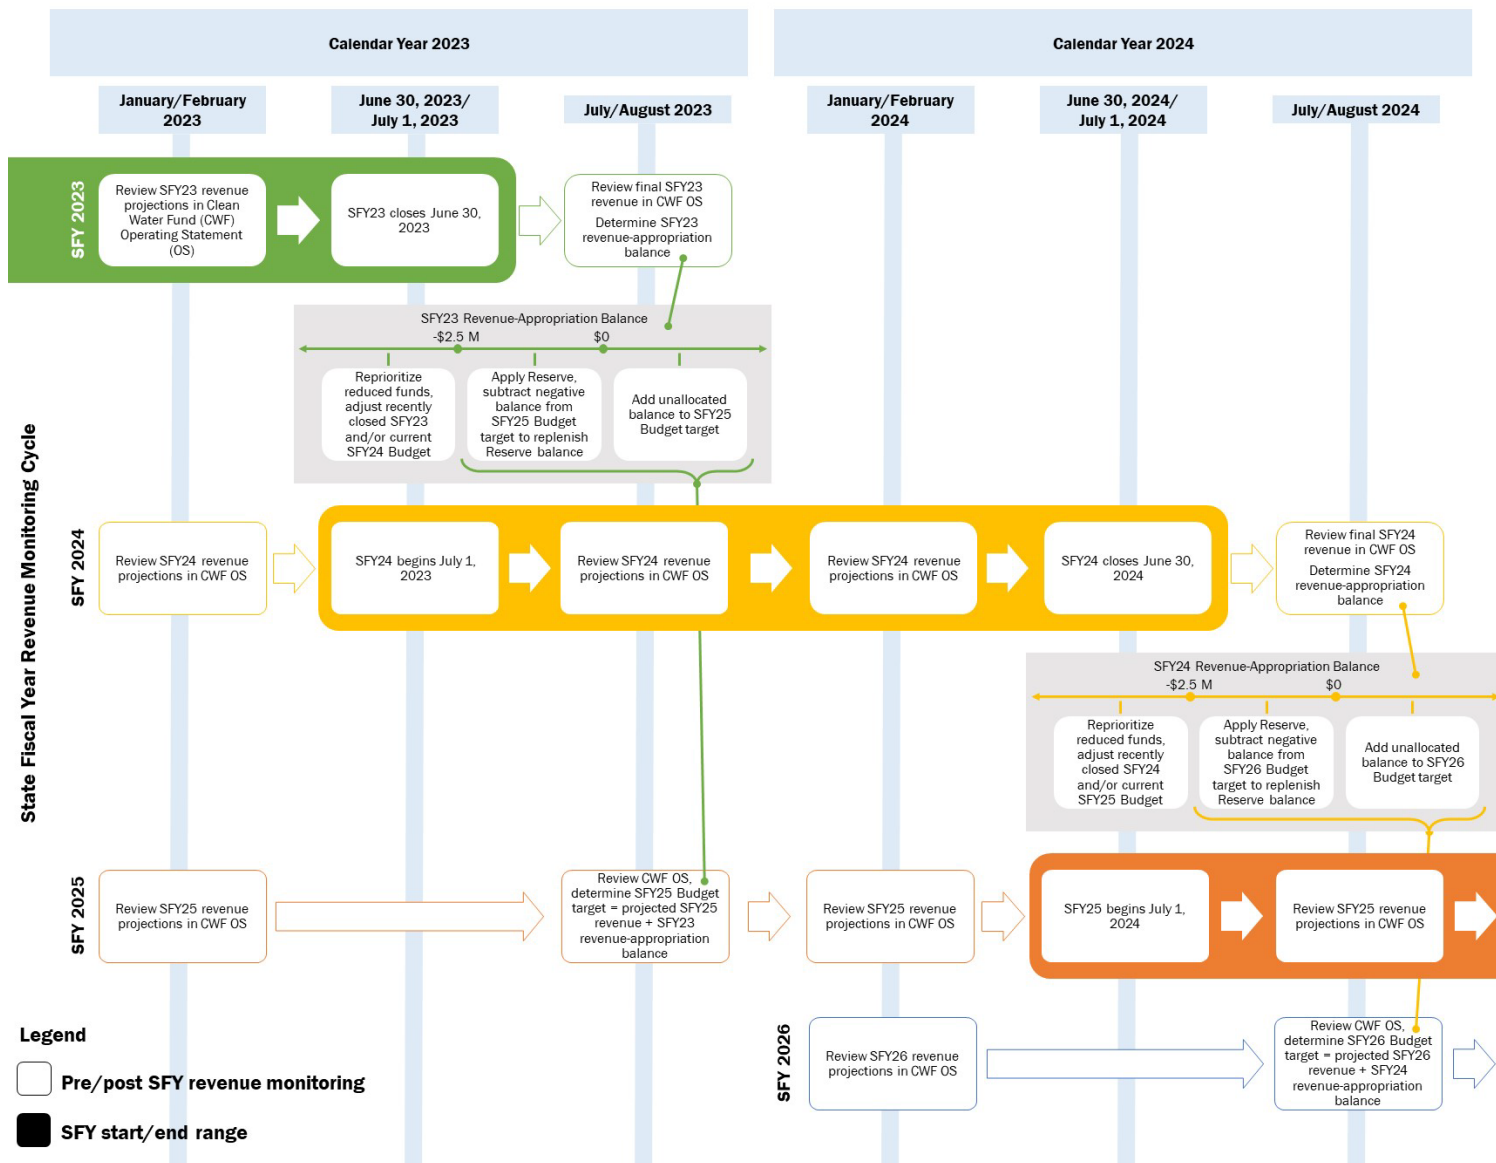 Calendar Year 2023
Calendar Year 2024
January/February
2023
June 30, 2023/
July 1, 2023
July/August 2023
January/February
2024
June 30, 2024/
July 1, 2024
July/August 2024
State Fiscal Year Revenue Monitoring Cycle
SFY 2023
Review SFY23 revenue
projections in Clean
Water Fund (CWF)
Operating Statement
(OS)
SFY23 closes June 30,
2023
Review final SFY23
revenue in CWF OS
Determine SFY23
revenue-appropriation
balance
SFY23 Revenue-Appropriation Balance
-$2.5 M
$0
Reprioritize
reduced funds,
adjust recently
closed SFY23
and/or current
SFY24 Budget
Apply Reserve,
subtract negative
balance from
SFY25 Budget
target to replenish
Reserve balance
Add unallocated
balance to SFY25
Budget target
SFY 2024
Review SFY24 revenue
projections in CWF OS
SFY24 begins July 1,
2023
Review SFY24 revenue
projections in CWF OS
Review SFY24 revenue
projections in CWF OS
SFY24 closes June 30,
2024
Review final SFY24
revenue in CWF OS
Determine SFY24
revenue-appropriation
balance
SFY24 Revenue-Appropriation Balance
-$2.5 M
$0
Reprioritize
reduced funds,
adjust recently
closed SFY24
and/or current
SFY25 Budget
Apply Reserve,
subtract negative
balance from
SFY26 Budget
target to replenish
Reserve balance
Add unallocated
balance to SFY26
Budget target
SFY 2025
Review SFY25 revenue
projections in CWF OS
Review CWF OS,
determine SFY25 Budget
target = projected SFY25
revenue + SFY23
revenue-appropriation
balance
Review SFY25 revenue
projections in CWF OS
SFY25 begins July 1,
2024
Review SFY25 revenue
projections in CWF OS
SFY 2026
Review SFY26 revenue
projections in CWF OS
Review CWF OS,
determine SFY26 Budget
target = projected SFY26
revenue + SFY24
revenue-appropriation
balance
Legend
Pre/post SFY revenue monitoring
SFY start/end range